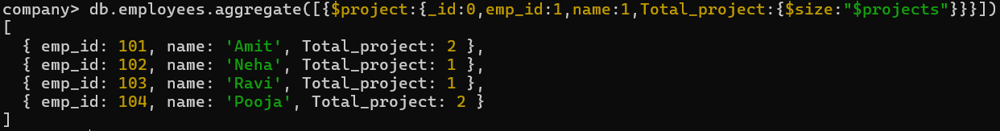 company> db.employees.aggregate([{$project:{_id:0,emp_id:1,name:1,Total_project:{$size:"$projects"}}}])
[
  { emp_id: 101, name: 'Amit', Total_project: 2 },
  { emp_id: 102, name: 'Neha', Total_project: 1 },
  { emp_id: 103, name: 'Ravi', Total_project: 1 },
  { emp_id: 104, name: 'Pooja', Total_project: 2 }
]